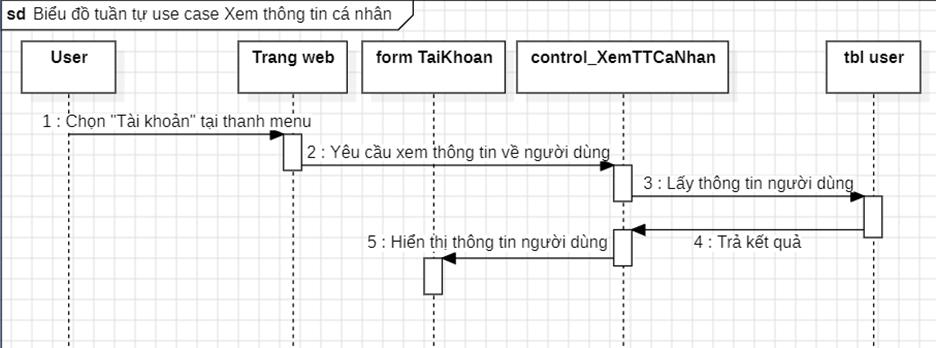 sd Biểu đồ tuần tự use case Xem thông tin cá nhân
User
Trang web
form TaiKhoan
control_XemTTCaNhan
tbl user
1 : Chọn "Tài khoản" tại thanh menu
2 : Yêu cầu xem thông tin về người dùng
3 : Lấy thông tin người dùng
4 : Trả kết quả
5 : Hiển thị thông tin người dùng